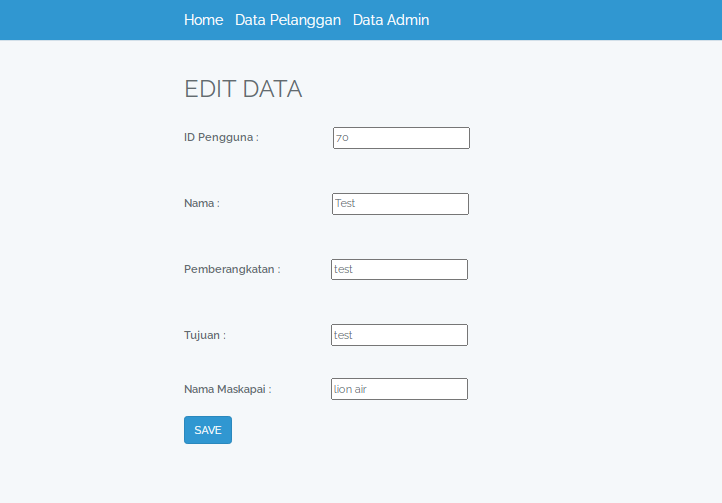 Home Data Pelanggan Data Admin
EDIT DATA
ID Pengguna : 70
Nama : Test
Pemberangkatan : test
Tujuan : test
Nama Maskapai : lion air
SAVE